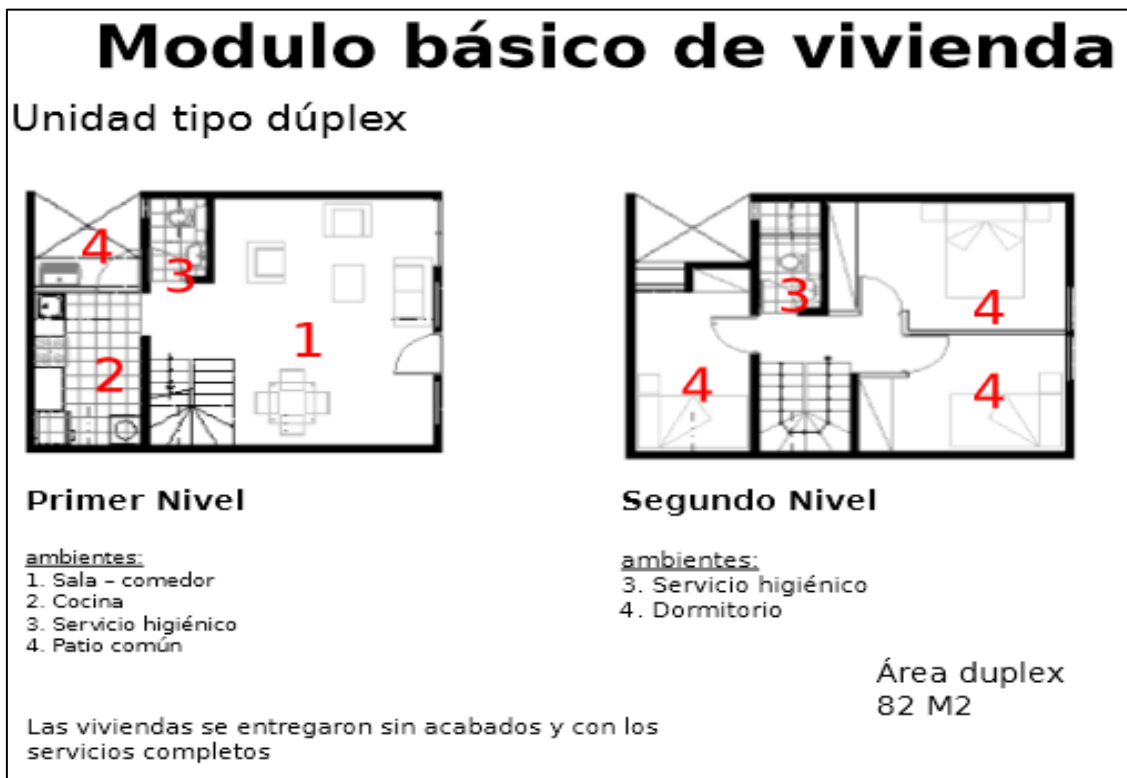 Modulo básico de vivienda
Unidad tipo dúplex
4
3
1
2
Primer Nivel
ambientes:
1. Sala – comedor
2. Cocina
3. Servicio higiénico
4. Patio común
3
4
4
4
Segundo Nivel
ambientes:
3. Servicio higiénico
4. Dormitorio
Área duplex
82 M2
Las viviendas se entregaron sin acabados y con los
servicios completos